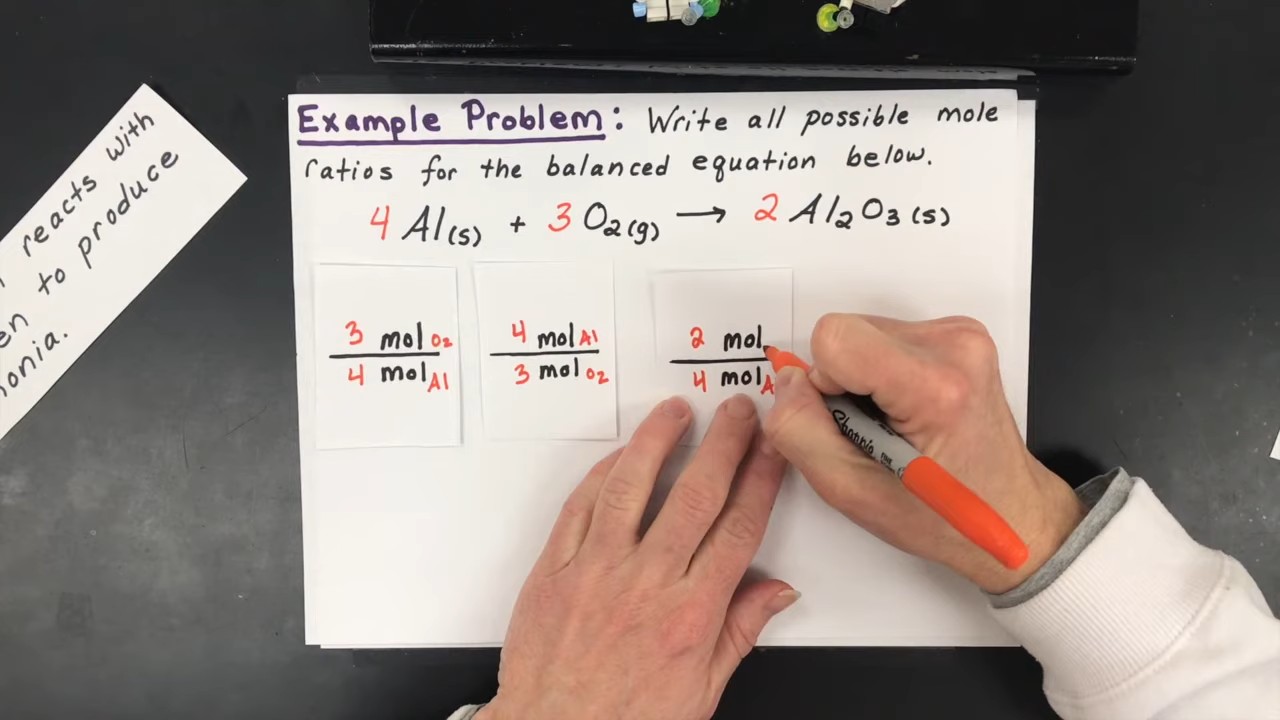 reacts with
to produce
Example Problem: Write all possible mole
ratios for the balanced equation below.
4 Al(s) + 3 O₂(g) → 2 Al₂O₃(s)
3 mol O₂
4 mol Al
4 mol Al
3 mol O₂
2 mol
4 mol
Sharpie